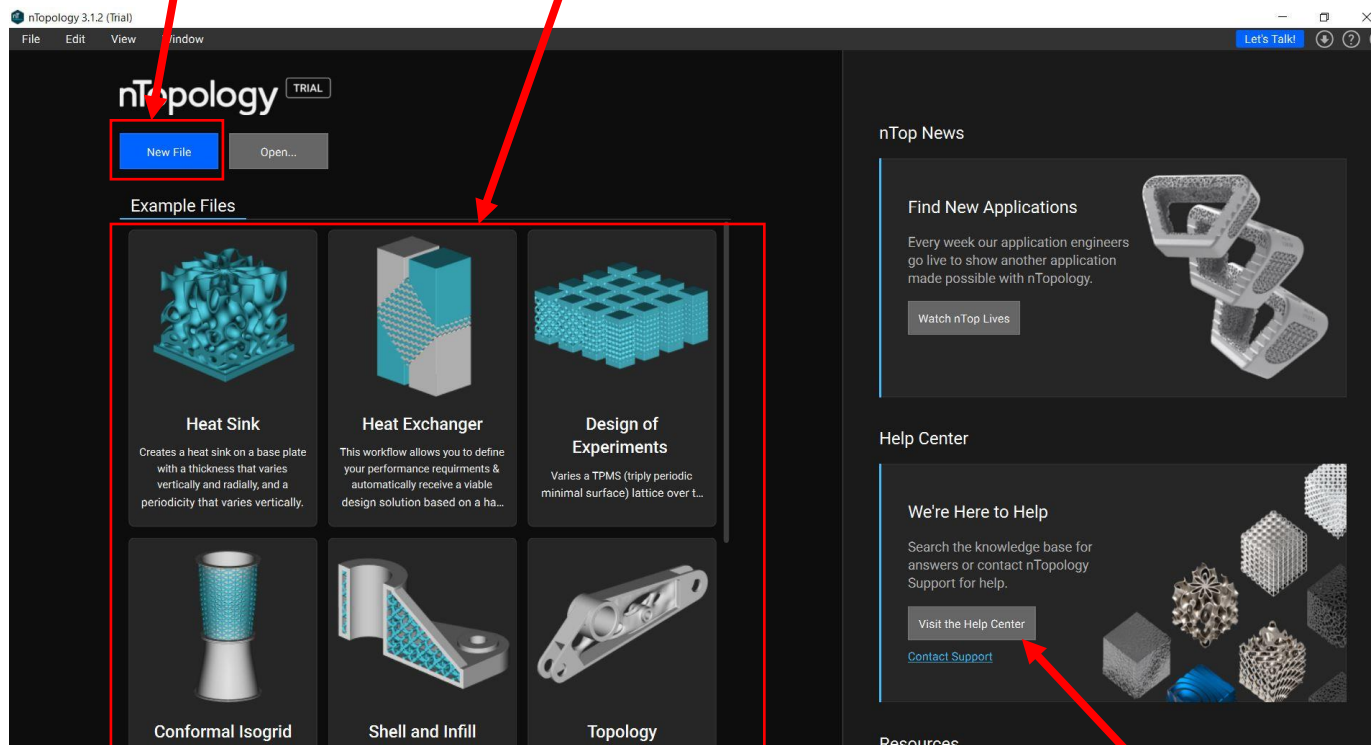 nTopology 3.1.2 (Trial)
File Edit View Window
Let's Talk!
nTopology TRIAL
New File
Open...
Example Files
Heat Sink
Creates a heat sink on a base plate
with a thickness that varies
vertically and radially, and a
periodicity that varies vertically.
Heat Exchanger
This workflow allows you to define
your performance requirments &
automatically receive a viable
design solution based on a ha...
Design of
Experiments
Varies a TPMS (triply periodic
minimal surface) lattice over t...
Conformal Isogrid
Shell and Infill
Topology
nTop News
Find New Applications
Every week our application engineers
go live to show another application
made possible with nTopology.
Watch nTop Lives
Help Center
We're Here to Help
Search the knowledge base for
answers or contact nTopology
Support for help.
Visit the Help Center
Contact Support
Resources